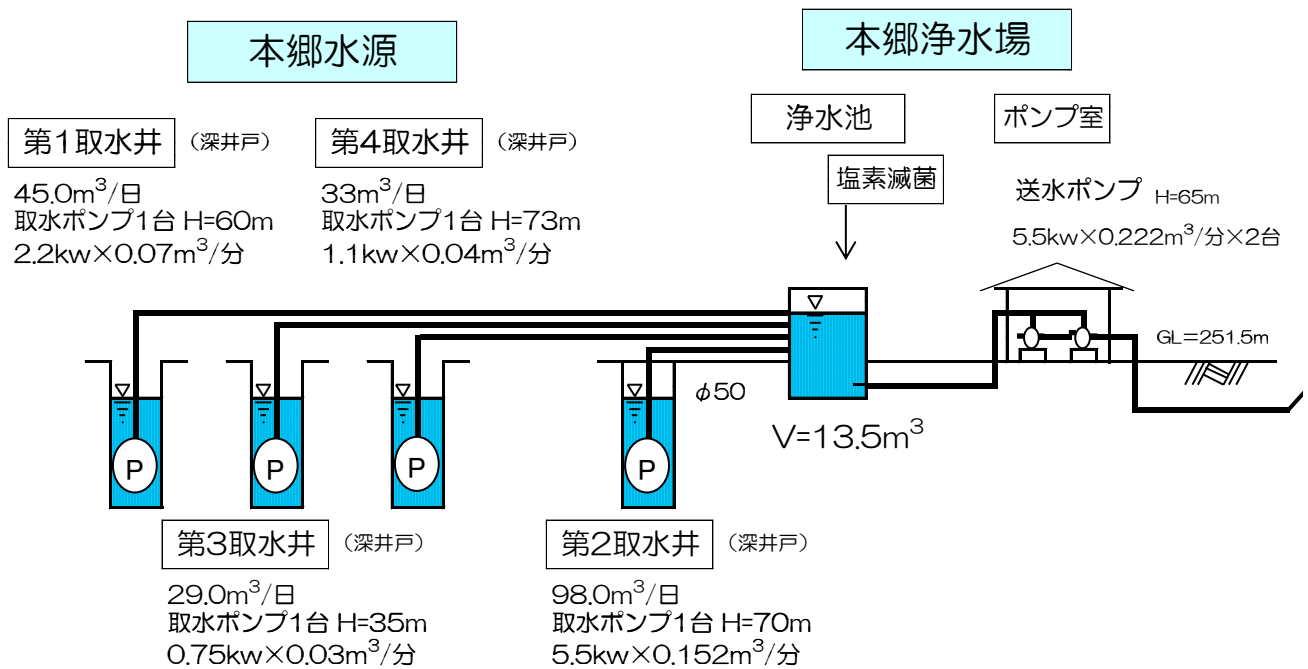 本郷水源
本郷浄水場
浄水池
ポンプ室
第1取水井 （深井戸）
第4取水井 （深井戸）
塩素滅菌
45.0m³/日
取水ポンプ1台 H=60m
2.2kw×0.07m³/分
33m³/日
取水ポンプ1台 H=73m
1.1kw×0.04m³/分
送水ポンプ H=65m
5.5kw×0.222m³/分×2台
GL=251.5m
φ50
V=13.5m³
P
P
P
P
第3取水井 （深井戸）
第2取水井 （深井戸）
29.0m³/日
取水ポンプ1台 H=35m
0.75kw×0.03m³/分
98.0m³/日
取水ポンプ1台 H=70m
5.5kw×0.152m³/分